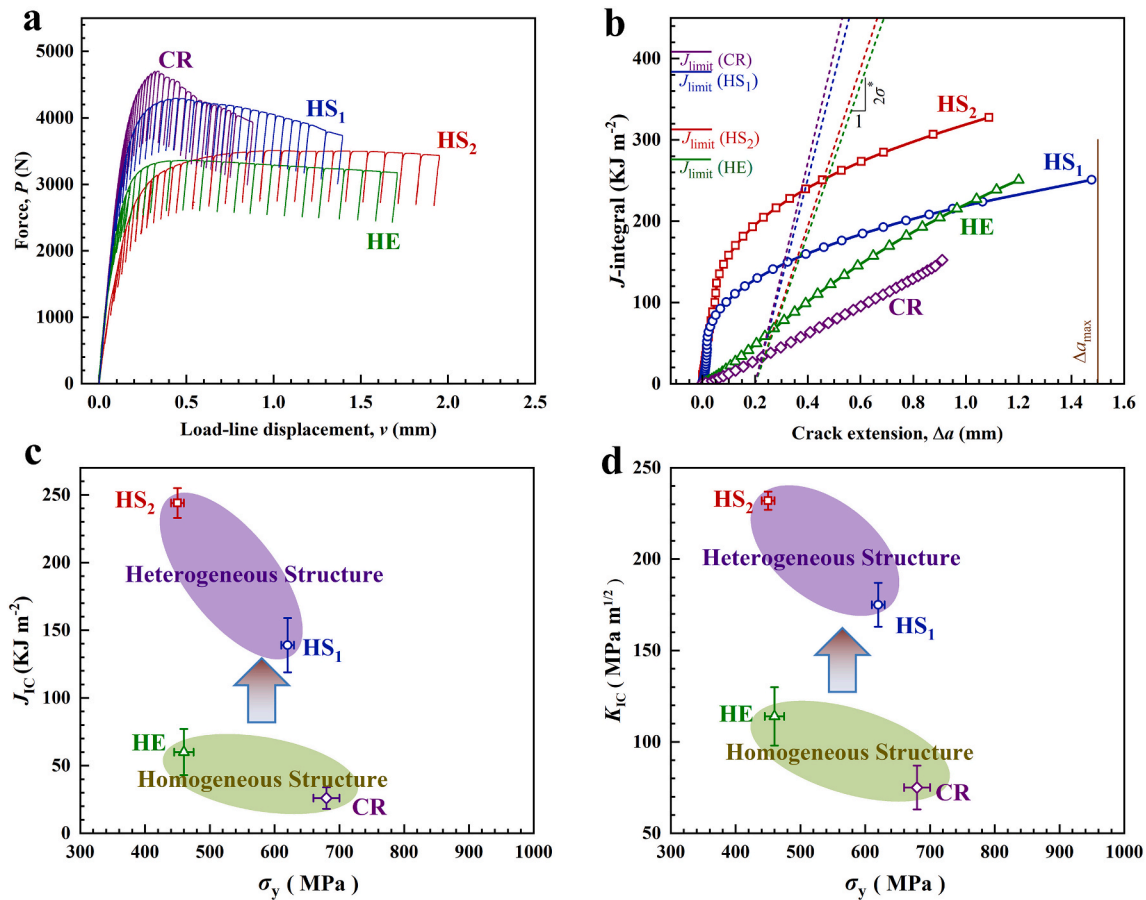 a
5000
4000
3000
2000
1000
0
Force, P (N)
CR
HS1
HS2
HE
0.0 0.5 1.0 1.5 2.0 2.5
Load-line displacement, v (mm)
b
400
300
200
100
0
J-integral (KJ m-2)
Jlimit (CR)
Jlimit (HS1)
Jlimit (HS2)
Jlimit (HE)
2σ*
1
HS2
HS1
HE
CR
Δamax
0.0 0.2 0.4 0.6 0.8 1.0 1.2 1.4 1.6
Crack extension, Δa (mm)
c
250
200
150
100
50
0
JIC (KJ m-2)
HS2
Heterogeneous Structure
HS1
HE
Homogeneous Structure
CR
300 400 500 600 700 800 900 1000
σy ( MPa)
d
250
200
150
100
50
KIC ( MPa m1/2)
HS2
Heterogeneous Structure
HS1
HE
Homogeneous Structure
CR
300 400 500 600 700 800 900 1000
σy ( MPa)